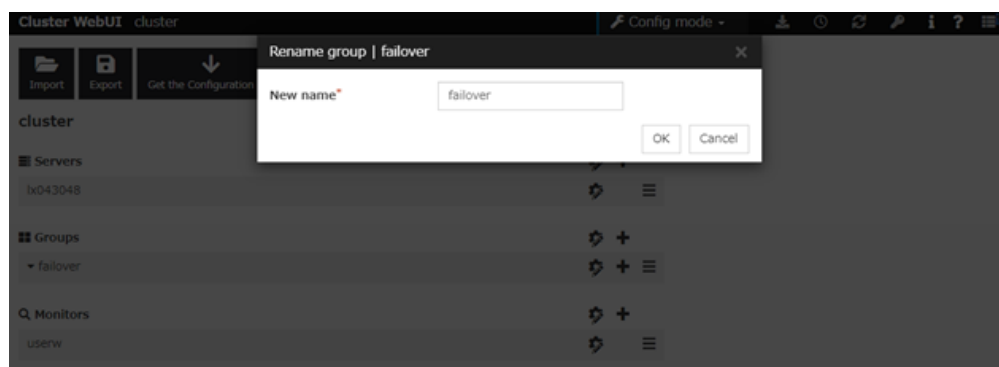 Cluster WebUI cluster
Config mode
Import Export Get the Configuration
Rename group | failover
New name*
failover
OK Cancel
cluster
Servers
lx043048
Groups
failover
Monitors
userw